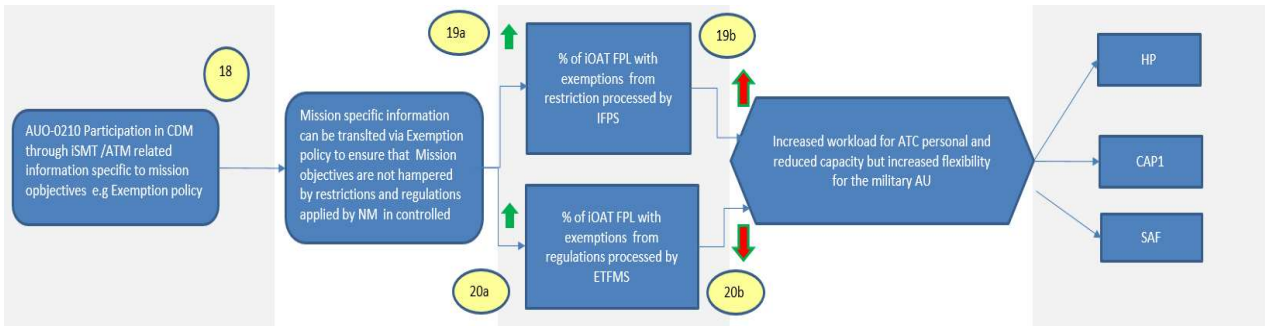 18
AUO-0210 Participation in CDM
through iSMT /ATM related
information specific to mission
opbjectives e.g Exemption policy
Mission specific information
can be translted via Exemption
policy to ensure that Mission
objectives are not hampered
by restrictions and regulations
applied by NM in controlled
19a
% of iOAT FPL with
exemptions from
restriction processed by
IFPS
19b
% of iOAT FPL with
exemptions from
regulations processed by
ETFMS
20a
20b
Increased workload for ATC personal and
reduced capacity but increased flexibility
for the military AU
HP
CAP1
SAF